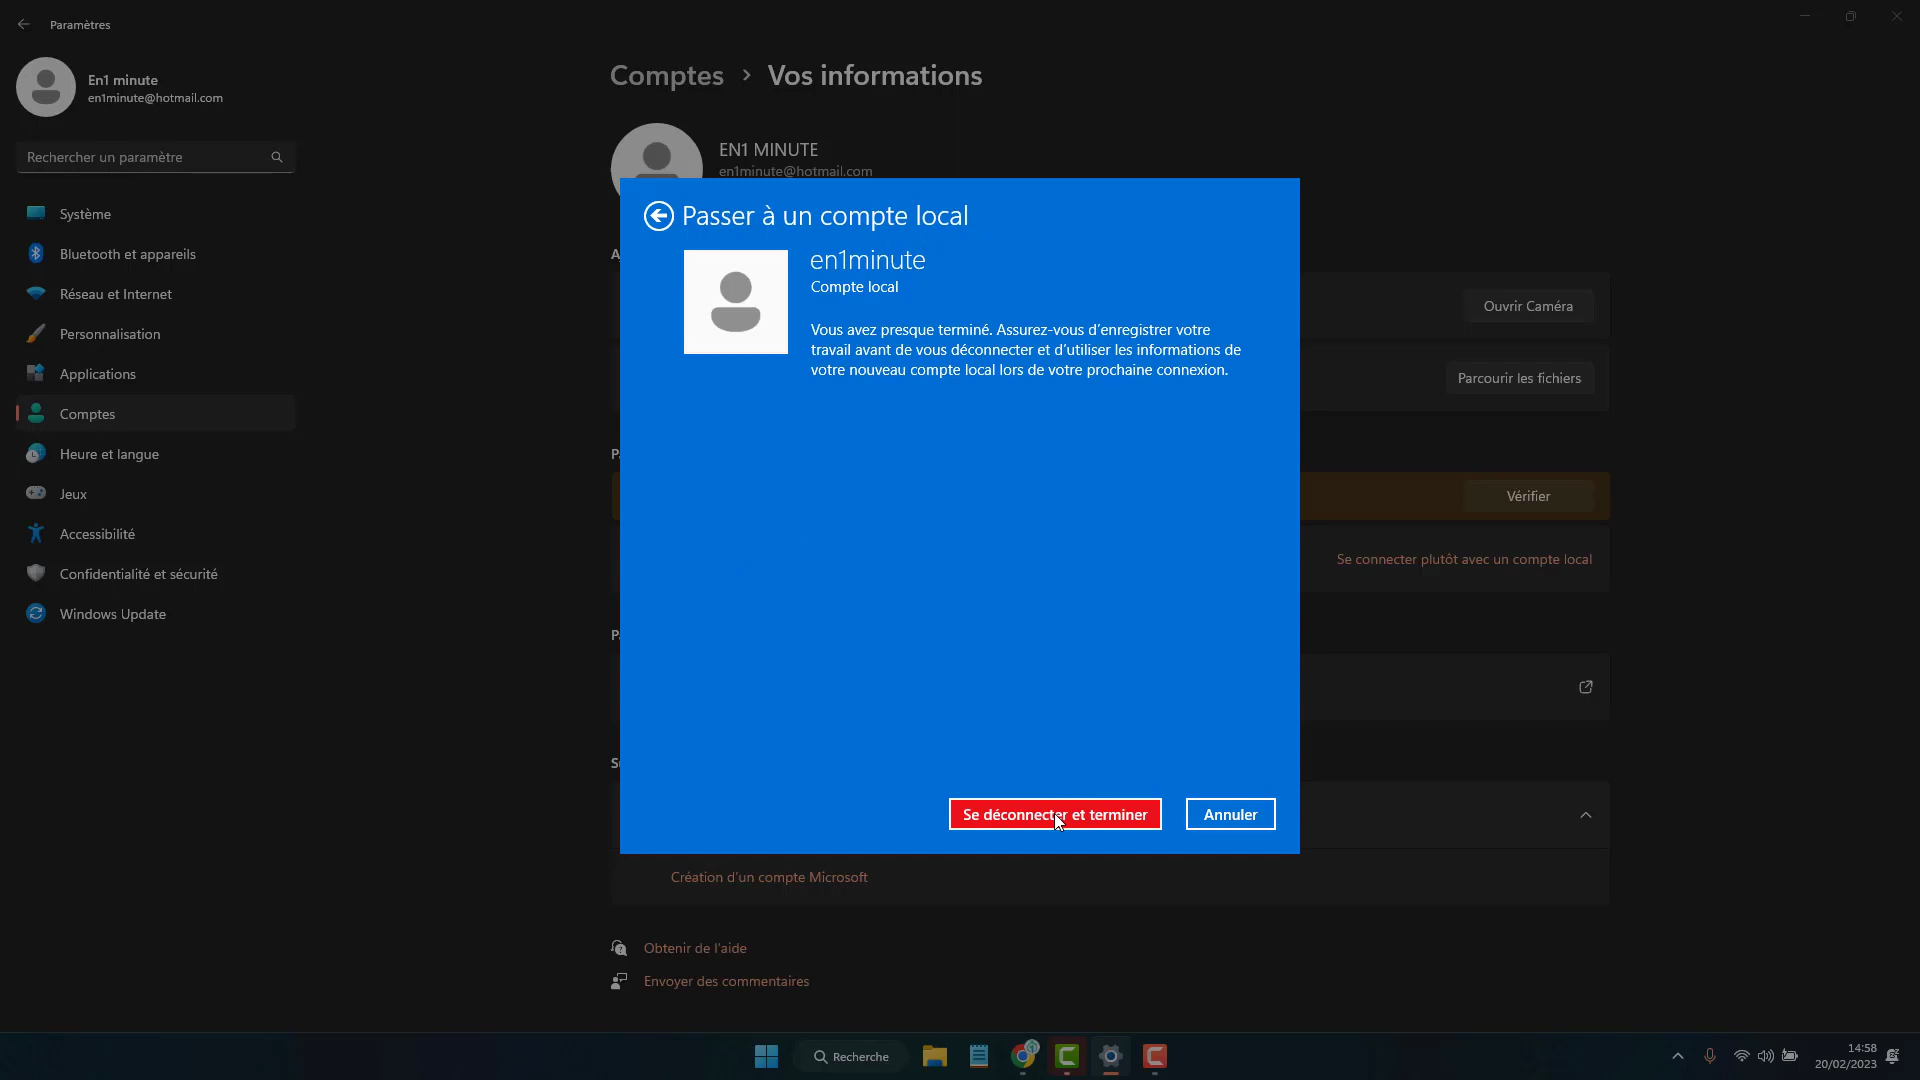 Paramètres
En1 minute
en1minute@hotmail.com
Rechercher un paramètre
Système
Bluetooth et appareils
Réseau et Internet
Personnalisation
Applications
Comptes
Heure et langue
Jeux
Accessibilité
Confidentialité et sécurité
Windows Update
Comptes > Vos informations
EN1 MINUTE
en1minute@hotmail.com
Passer à un compte local
en1minute
Compte local
Vous avez presque terminé. Assurez-vous d'enregistrer votre
travail avant de vous déconnecter et d'utiliser les informations de
votre nouveau compte local lors de votre prochaine connexion.
Se déconnecter et terminer
Annuler
Ouvrir Caméra
Parcourir les fichiers
Vérifier
Se connecter plutôt avec un compte local
Création d'un compte Microsoft
Obtenir de l'aide
Envoyer des commentaires
Recherche
14:58
20/02/2023